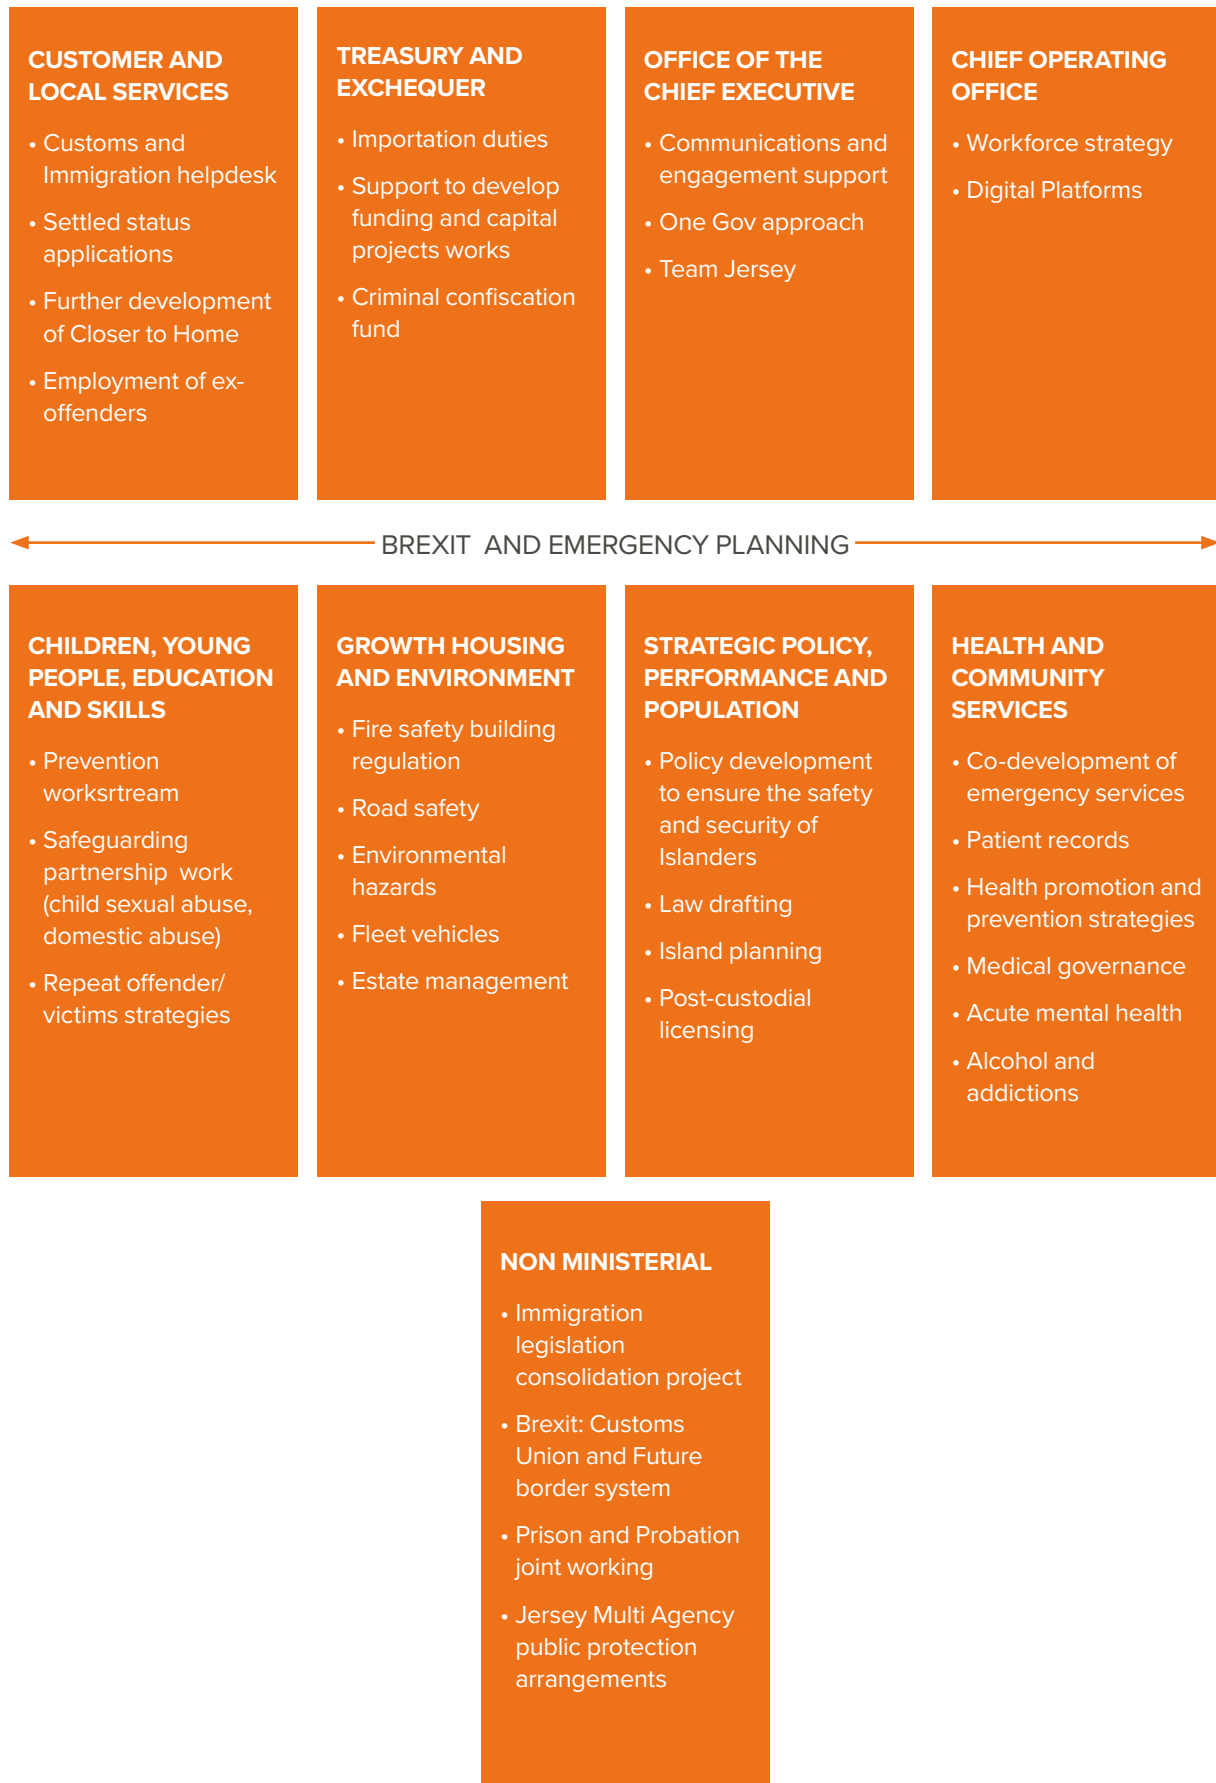 CUSTOMER AND
LOCAL SERVICES
• Customs and
Immigration helpdesk
• Settled status
applications
• Further development
of Closer to Home
• Employment of ex-
offenders
TREASURY AND
EXCHEQUER
• Importation duties
• Support to develop
funding and capital
projects works
• Criminal confiscation
fund
OFFICE OF THE
CHIEF EXECUTIVE
• Communications and
engagement support
• One Gov approach
• Team Jersey
CHIEF OPERATING
OFFICE
• Workforce strategy
• Digital Platforms
BREXIT AND EMERGENCY PLANNING
CHILDREN, YOUNG
PEOPLE, EDUCATION
AND SKILLS
• Prevention
worksrtream
• Safeguarding
partnership work
(child sexual abuse,
domestic abuse)
• Repeat offender/
victims strategies
GROWTH HOUSING
AND ENVIRONMENT
• Fire safety building
regulation
• Road safety
• Environmental
hazards
• Fleet vehicles
• Estate management
STRATEGIC POLICY,
PERFORMANCE AND
POPULATION
• Policy development
to ensure the safety
and security of
Islanders
• Law drafting
• Island planning
• Post-custodial
licensing
HEALTH AND
COMMUNITY
SERVICES
• Co-development of
emergency services
• Patient records
• Health promotion and
prevention strategies
• Medical governance
• Acute mental health
• Alcohol and
addictions
NON MINISTERIAL
• Immigration
legislation
consolidation project
• Brexit: Customs
Union and Future
border system
• Prison and Probation
joint working
• Jersey Multi Agency
public protection
arrangements